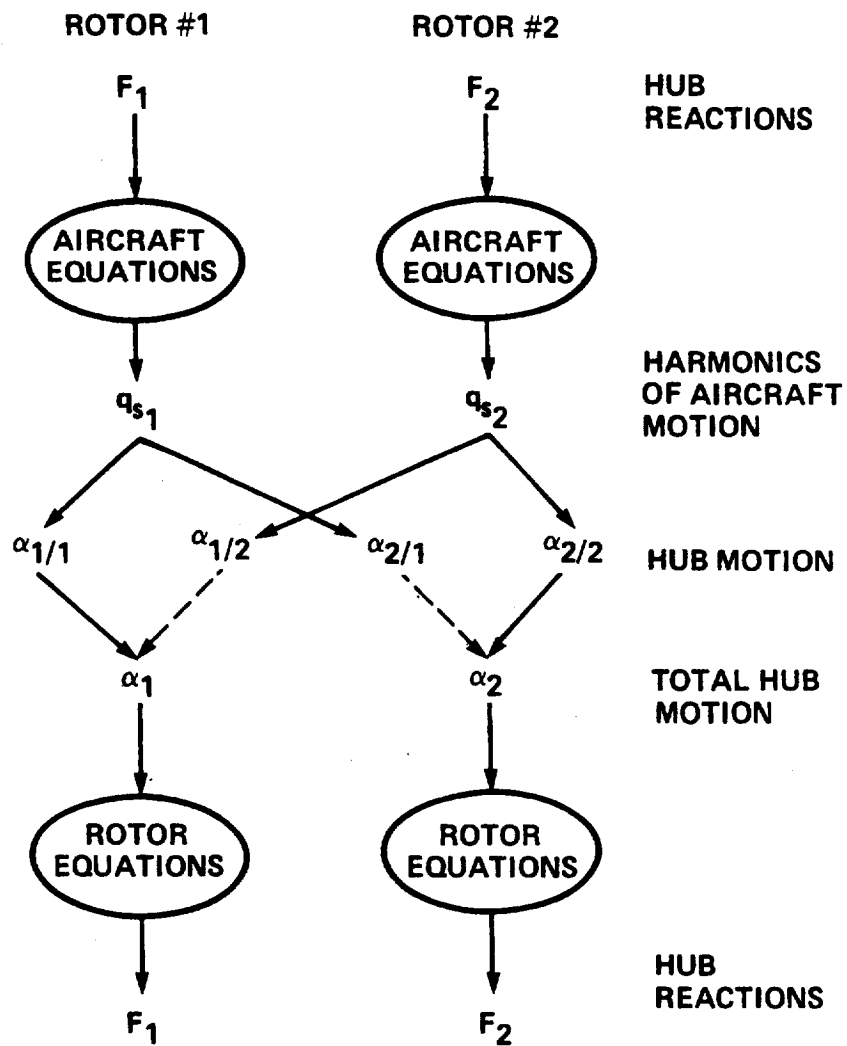 ROTOR #1 ROTOR #2
F1 F2 HUB
REACTIONS
AIRCRAFT
EQUATIONS
AIRCRAFT
EQUATIONS
qs1 qs2 HARMONICS
OF AIRCRAFT
MOTION
α1/1 α1/2 α2/1 α2/2 HUB MOTION
α1 α2 TOTAL HUB
MOTION
ROTOR
EQUATIONS
ROTOR
EQUATIONS
F1 F2 HUB
REACTIONS